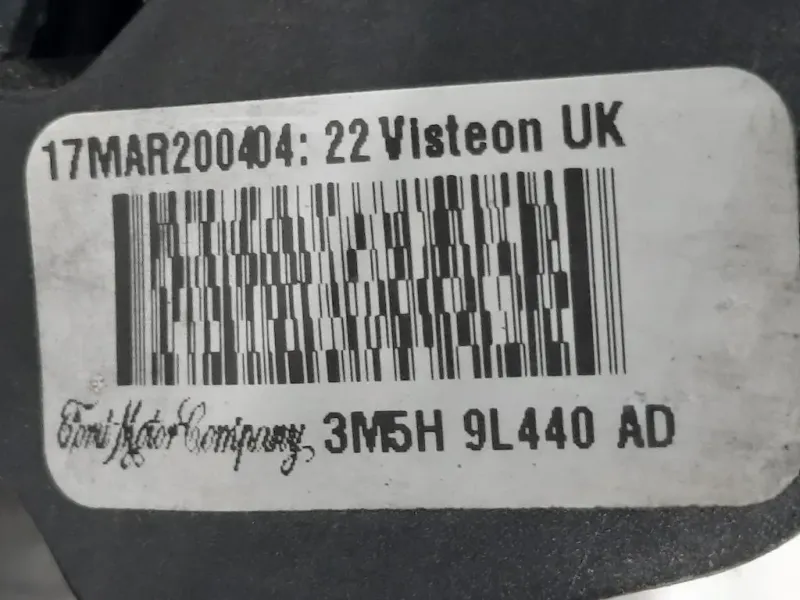 17MAR200404: 22 Visteon UK
Ford Motor Company, 3M5H 9L440 AD